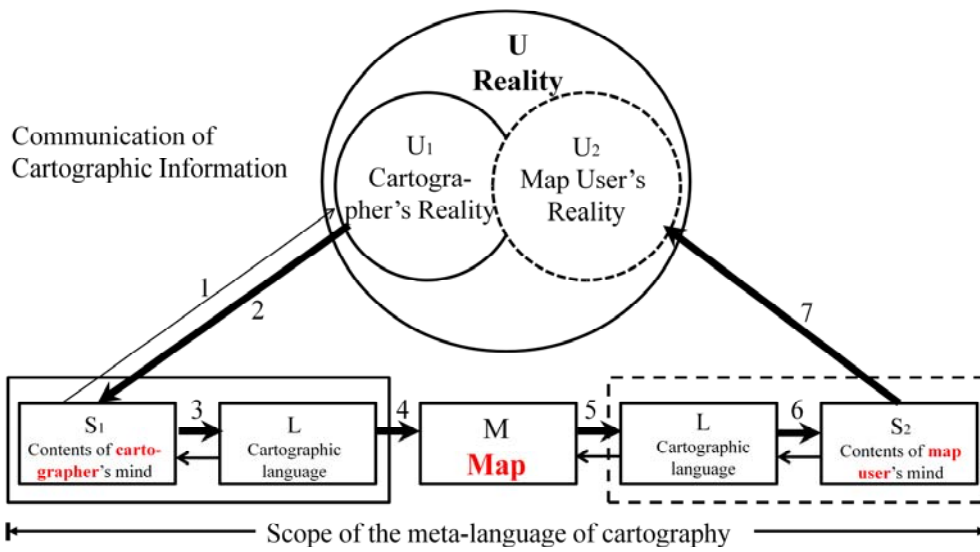 U
Reality
Communication of
Cartographic Information
U1
Cartogra-
pher's Reality
U2
Map User's
Reality
1
2
7
S1
Contents of carto-
grapher's mind
3
L
Cartographic
language
4
M
Map
5
L
Cartographic
language
6
S2
Contents of map
user's mind
Scope of the meta-language of cartography